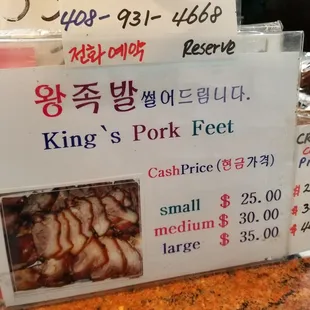 408-931-4668
전화예약 Reserve
왕족발 썰어드립니다.
King`s Pork Feet
CashPrice (현금가격)
small $ 25.00
medium $ 30.00
large $ 35.00